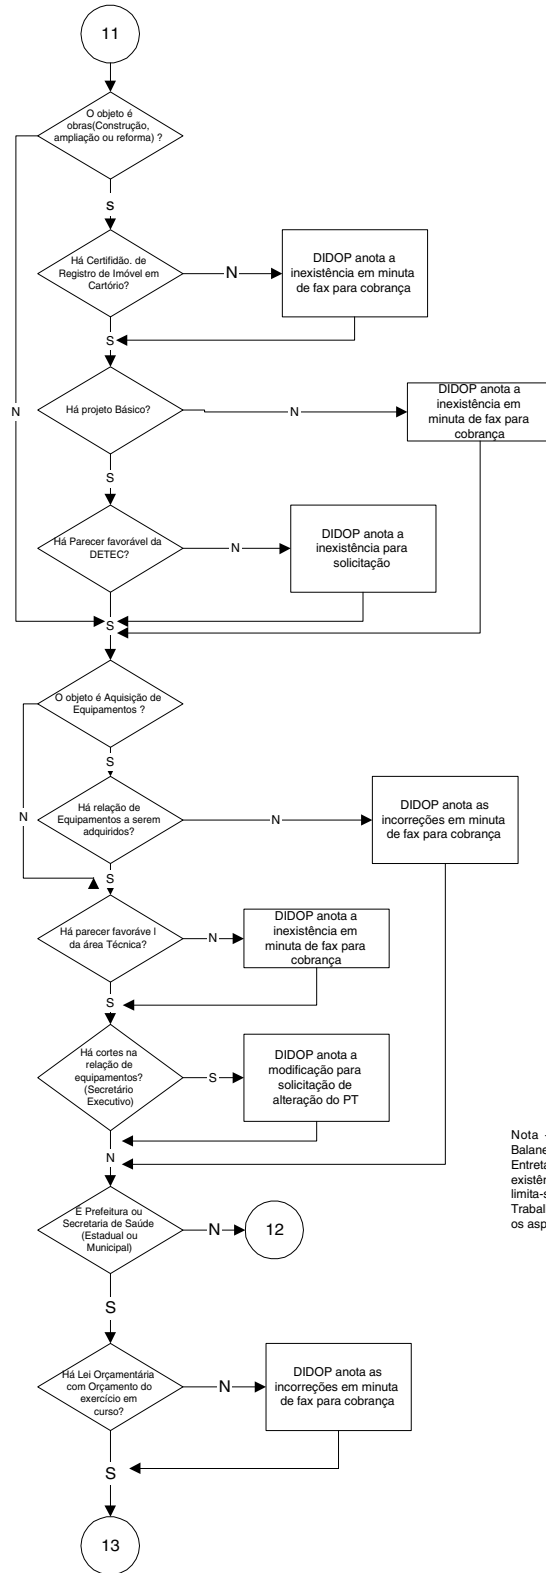 11
O objeto é
obras(Construção,
ampliação ou reforma) ?
s
Há Certifidão. de
Registro de Imóvel em
Cartório?
N
DIDOP anota a
inexistência em minuta
de fax para cobrança
S
Há projeto Básico?
N
DIDOP anota a
inexistência em
minuta de fax para
cobrança
N
S
Há Parecer favorável da
DETEC?
N
DIDOP anota a
inexistência para
solicitação
S
O objeto é Aquisição de
Equipamentos ?
S
Há relação de
Equipamentos a serem
adquiridos?
N
DIDOP anota as
incorreções em minuta
de fax para cobrança
N
S
Há parecer favoráve l
da área Técnica?
N
DIDOP anota a
inexistência em
minuta de fax para
cobrança
S
Há cortes na
relação de
equipamentos?
(Secretário
Executivo)
S
DIDOP anota a
modificação para
solicitação de
alteração do PT
N
É Prefeitura ou
Secretaria de Saúde
(Estadual ou
Municipal)
N
12
S
Há Lei Orçamentária
com Orçamento do
exercício em
curso?
N
DIDOP anota as
incorreções em minuta
de fax para cobrança
S
13
Nota
Balane
Entreta
existên
limita-s
Trabal
os asp